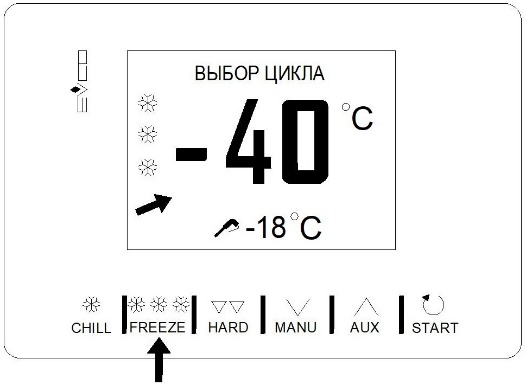 ВЫБОР ЦИКЛА
-40 °C
-18 °C
CHILL FREEZE HARD MANU AUX START